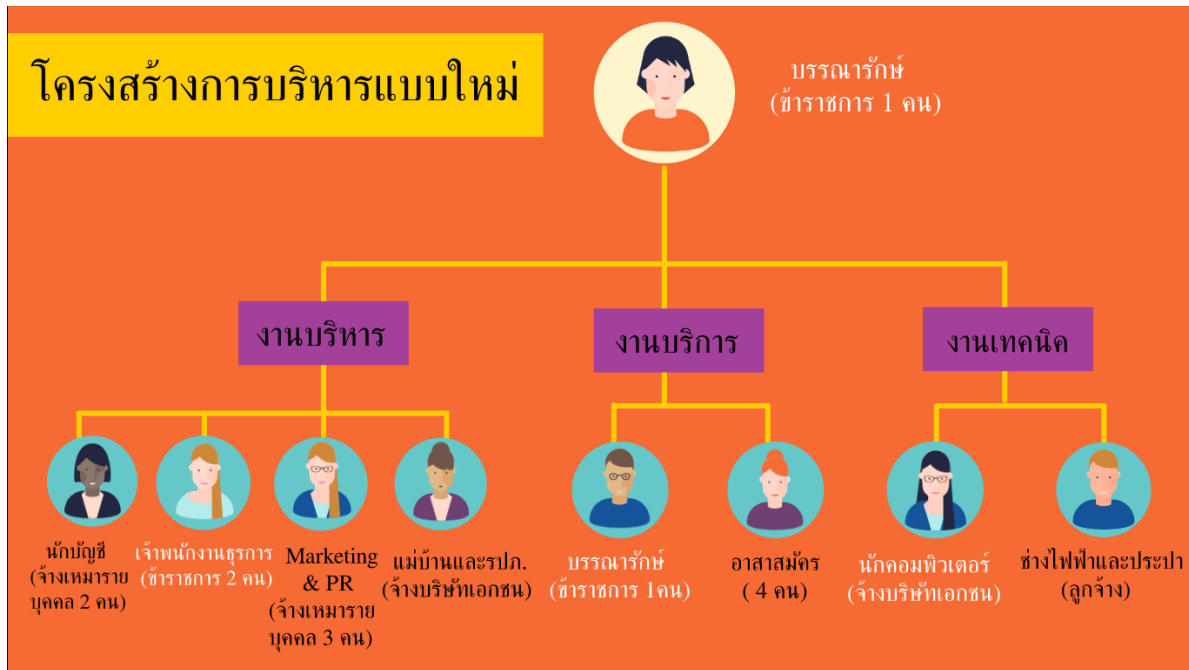 โครงสร้างการบริหารแบบใหม่
บรรณารักษ์
(ข้าราชการ 1 คน)
งานบริหาร
งานบริการ
งานเทคนิค
นักบัญชี
(จ้างเหมาราย
บุคคล 2 คน)
เจ้าพนักงานธุรการ
(ข้าราชการ 2 คน)
Marketing
& PR
(จ้างเหมาราย
บุคคล 3 คน)
แม่บ้านและรปภ.
(จ้างบริษัทเอกชน)
บรรณารักษ์
(ข้าราชการ 1คน)
อาสาสมัคร
( 4 คน)
นักคอมพิวเตอร์
(จ้างบริษัทเอกชน)
ช่างไฟฟ้าและประปา
(ลูกจ้าง)